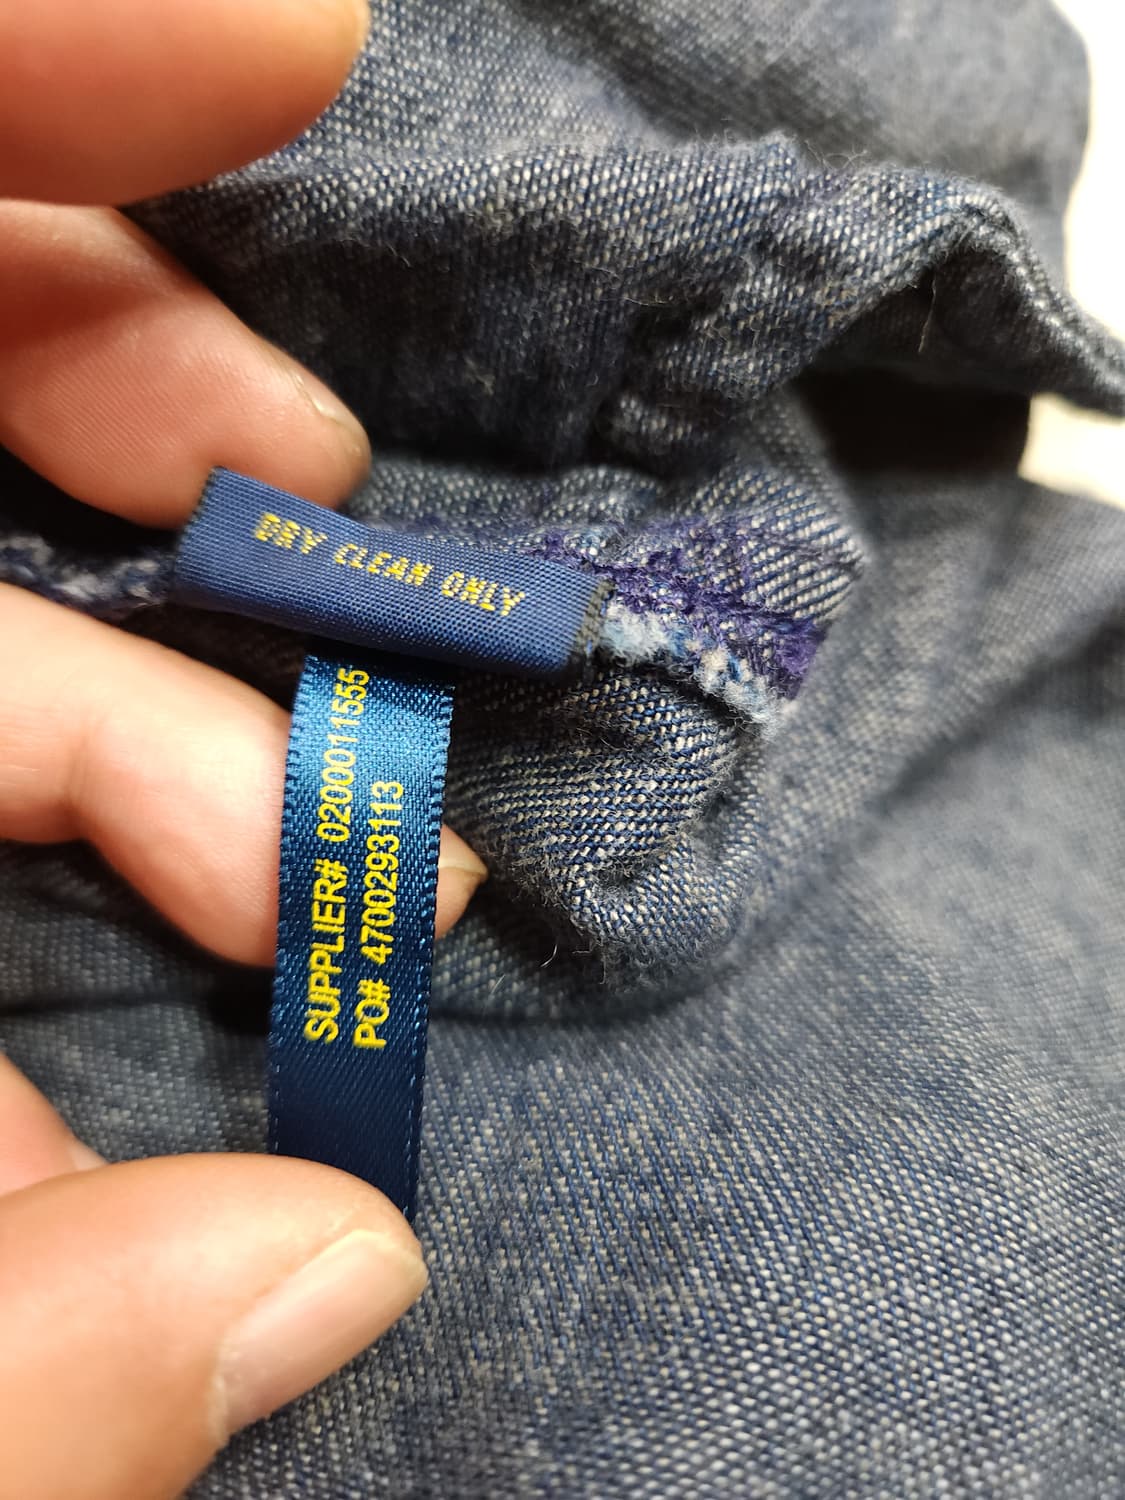 DRY CLEAN ONLY
SUPPLIER# 0200011555
PO# 4700293113